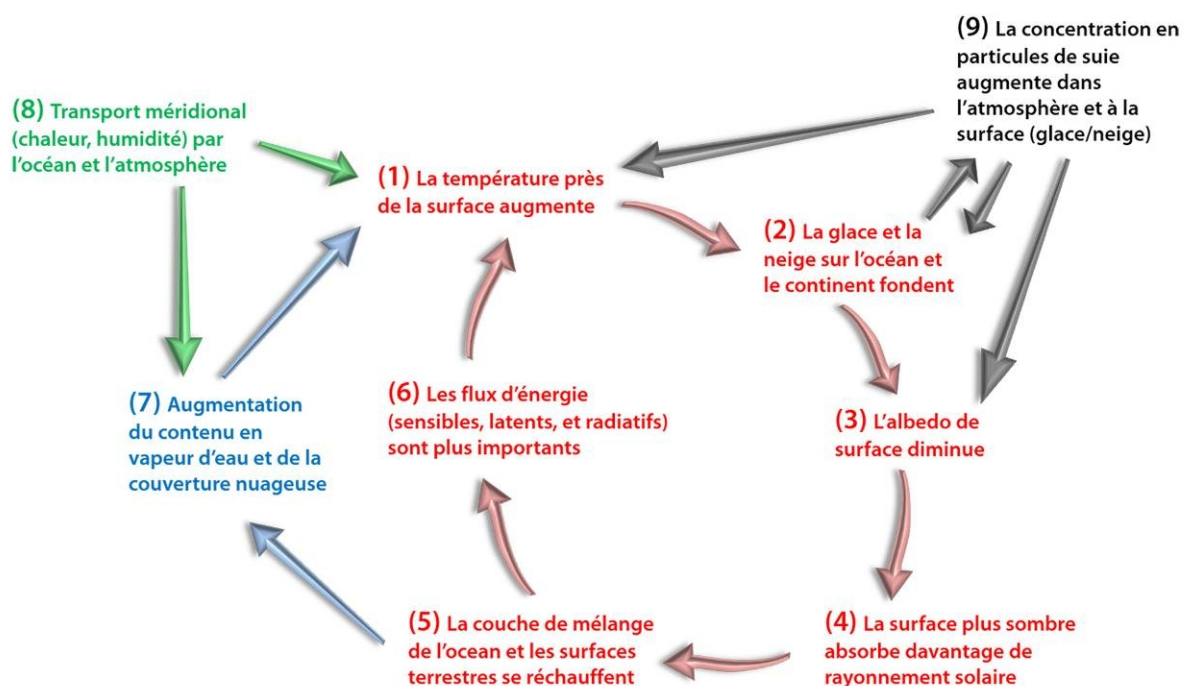 (9) La concentration en
particules de suie
augmente dans
l'atmosphère et à la
surface (glace/neige)
(8) Transport méridional
(chaleur, humidité) par
l'océan et l'atmosphère
(1) La température près
de la surface augmente
(2) La glace et la
neige sur l'océan et
le continent fondent
(3) L'albedo de
surface diminue
(4) La surface plus sombre
absorbe davantage de
rayonnement solaire
(5) La couche de mélange
de l'ocean et les surfaces
terrestres se réchauffent
(6) Les flux d'énergie
(sensibles, latents, et radiatifs)
sont plus importants
(7) Augmentation
du contenu en
vapeur d'eau et de la
couverture nuageuse